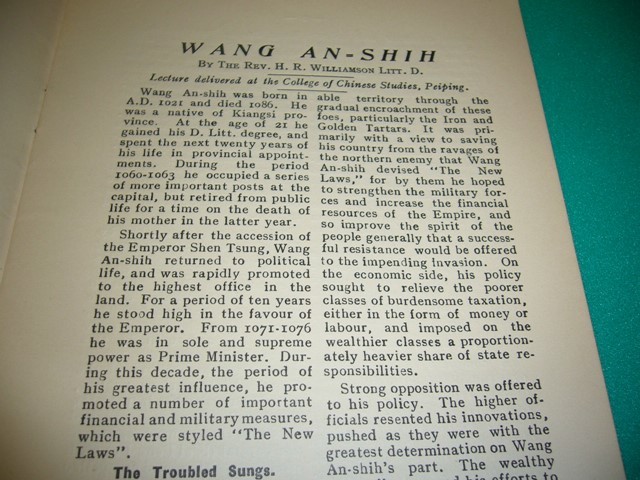 WANG AN-SHIH
BY THE REV. H. R. WILLIAMSON LITT. D.
Lecture delivered at the College of Chinese Studies, Peiping.
Wang An-shih was born in
A.D. 1021 and died 1086. He
was a native of Kiangsi pro-
vince. At the age of 21 he
gained his D. Litt. degree, and
spent the next twenty years of
his life in provincial appoint-
ments. During the period
1060-1063 he occupied a series
of more important posts at the
capital, but retired from public
life for a time on the death of
his mother in the latter year.
Shortly after the accession of
the Emperor Shen Tsung, Wang
An-shih returned to political
life, and was rapidly promoted
to the highest office in the
land. For a period of ten years
he stood high in the favour of
the Emperor. From 1071-1076
he was in sole and supreme
power as Prime Minister. Dur-
ing this decade, the period of
his greatest influence, he pro-
moted a number of important
financial and military measures,
which were styled "The New
Laws".
The Troubled Sungs.
able territory through the
gradual encroachment of these
foes, particularly the Iron and
Golden Tartars. It was pri-
marily with a view to saving
his country from the ravages of
the northern enemy that Wang
An-shih devised "The New
Laws," for by them he hoped
to strengthen the military for-
ces and increase the financial
resources of the Empire, and
so improve the spirit of the
people generally that a success-
ful resistance would be offered
to the impending invasion. On
the economic side, his policy
sought to relieve the poorer
classes of burdensome taxation,
either in the form of money or
labour, and imposed on the
wealthier classes a proportion-
ately heavier share of state re-
sponsibilities.
Strong opposition was offered
to his policy. The higher of-
ficials resented his innovations,
pushed as they were with the
greatest determination on Wang
An-shih's part. The wealthy
his efforts to